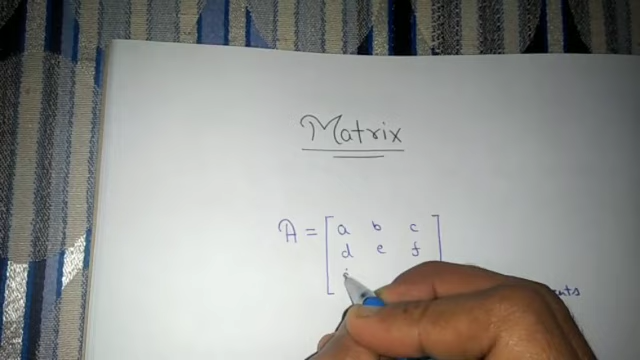 Matrix
A = [ a b c
d e f